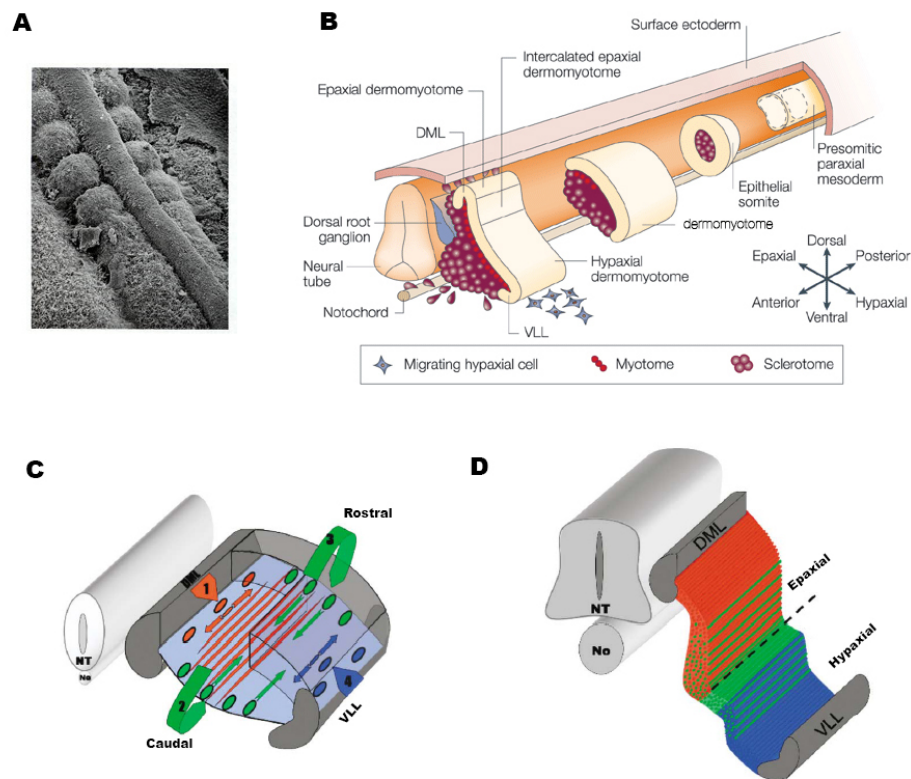 A
B
Surface ectoderm
Intercalated epaxial
dermomyotome
Epaxial dermomyotome
DML
Dorsal root
ganglion
Neural
tube
Notochord
VLL
Hypaxial
dermomyotome
dermomyotome
Epithelial
somite
Presomitic
paraxial
mesoderm
Dorsal
Epaxial
Posterior
Anterior
Hypaxial
Ventral
Migrating hypaxial cell
Myotome
Sclerotome
C
Rostral
3
DML
1
NT
No
2
4
VLL
Caudal
D
DML
Epaxial
NT
No
Hypaxial
VLL